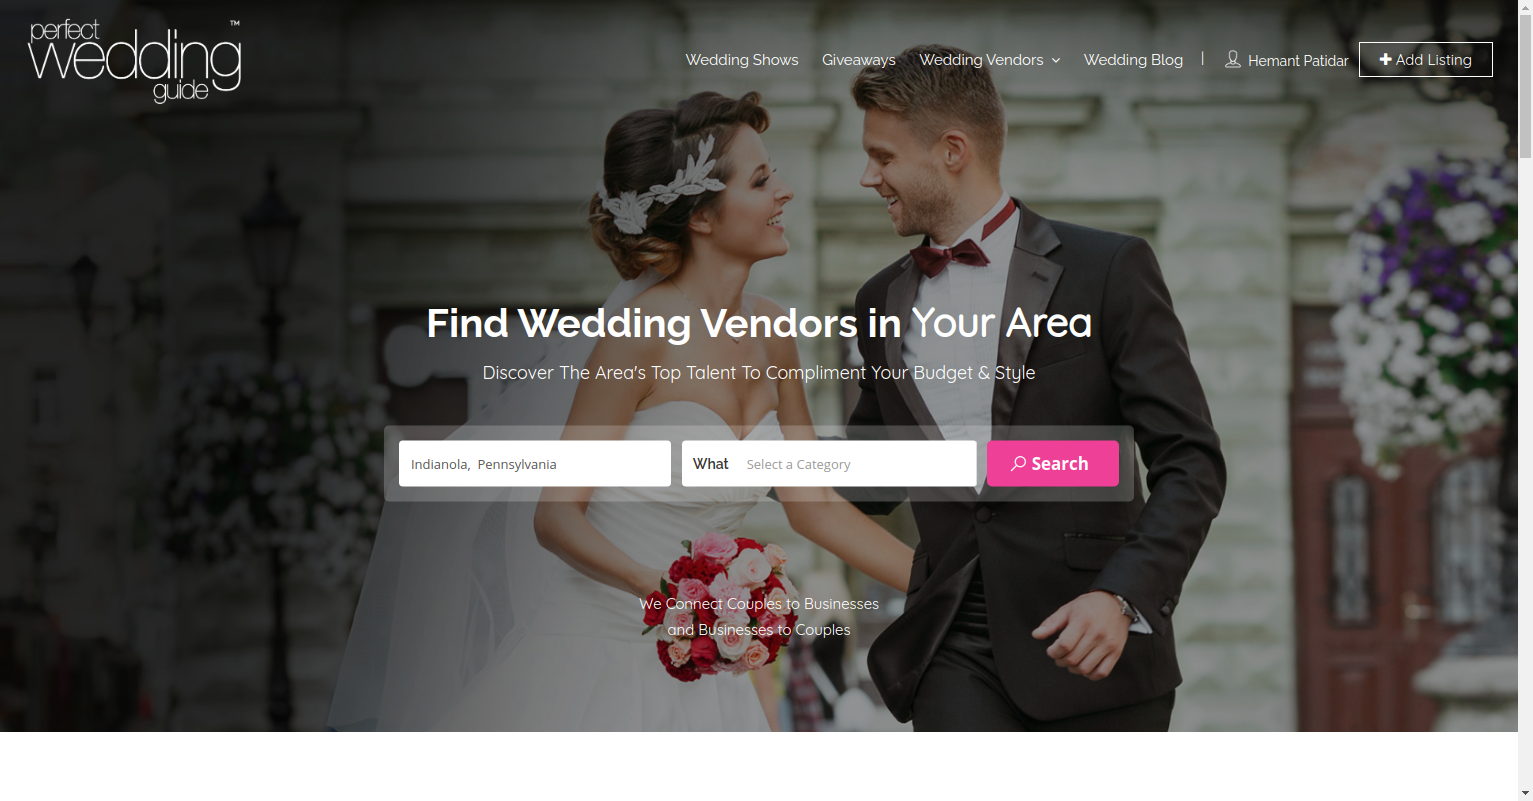 perfect
wedding
guide
™
Wedding Shows Giveaways Wedding Vendors Wedding Blog | Hemant Patidar + Add Listing
Find Wedding Vendors in Your Area
Discover The Area's Top Talent To Compliment Your Budget & Style
Indianola, Pennsylvania What Select a Category Search
We Connect Couples to Businesses
and Businesses to Couples